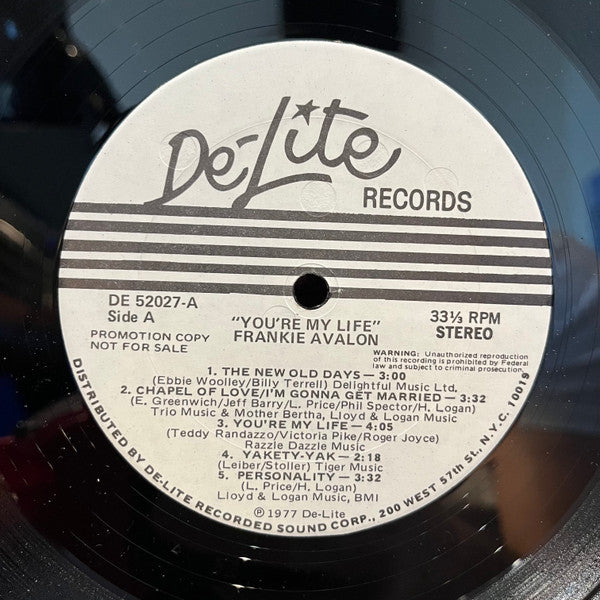 De-Lite
RECORDS
DE 52027-A
Side A
PROMOTION COPY
NOT FOR SALE
"YOU'RE MY LIFE"
FRANKIE AVALON
33⅓ RPM
STEREO
WARNING: Unauthorized reproduction
of this recording is prohibited by Federal
law and subject to criminal prosecution.
1. THE NEW OLD DAYS — 3:00
(Ebbie Woolley/Billy Terrell) Delightful Music Ltd.
2. CHAPEL OF LOVE/I'M GONNA GET MARRIED — 3:32
(E. Greenwich/Jeff Barry/L. Price/Phil Spector/H. Logan)
Trio Music & Mother Bertha, Lloyd & Logan Music
3. YOU'RE MY LIFE — 4:05
(Teddy Randazzo/Victoria Pike/Roger Joyce)
Razzle Dazzle Music
4. YAKETY-YAK — 2:18
(Leiber/Stoller) Tiger Music
5. PERSONALITY — 3:32
(L. Price/H. Logan)
Lloyd & Logan Music, BMI
℗ 1977 De-Lite
DISTRIBUTED BY DE-LITE RECORDED SOUND CORP., 200 WEST 57th St., N.Y.C. 10019